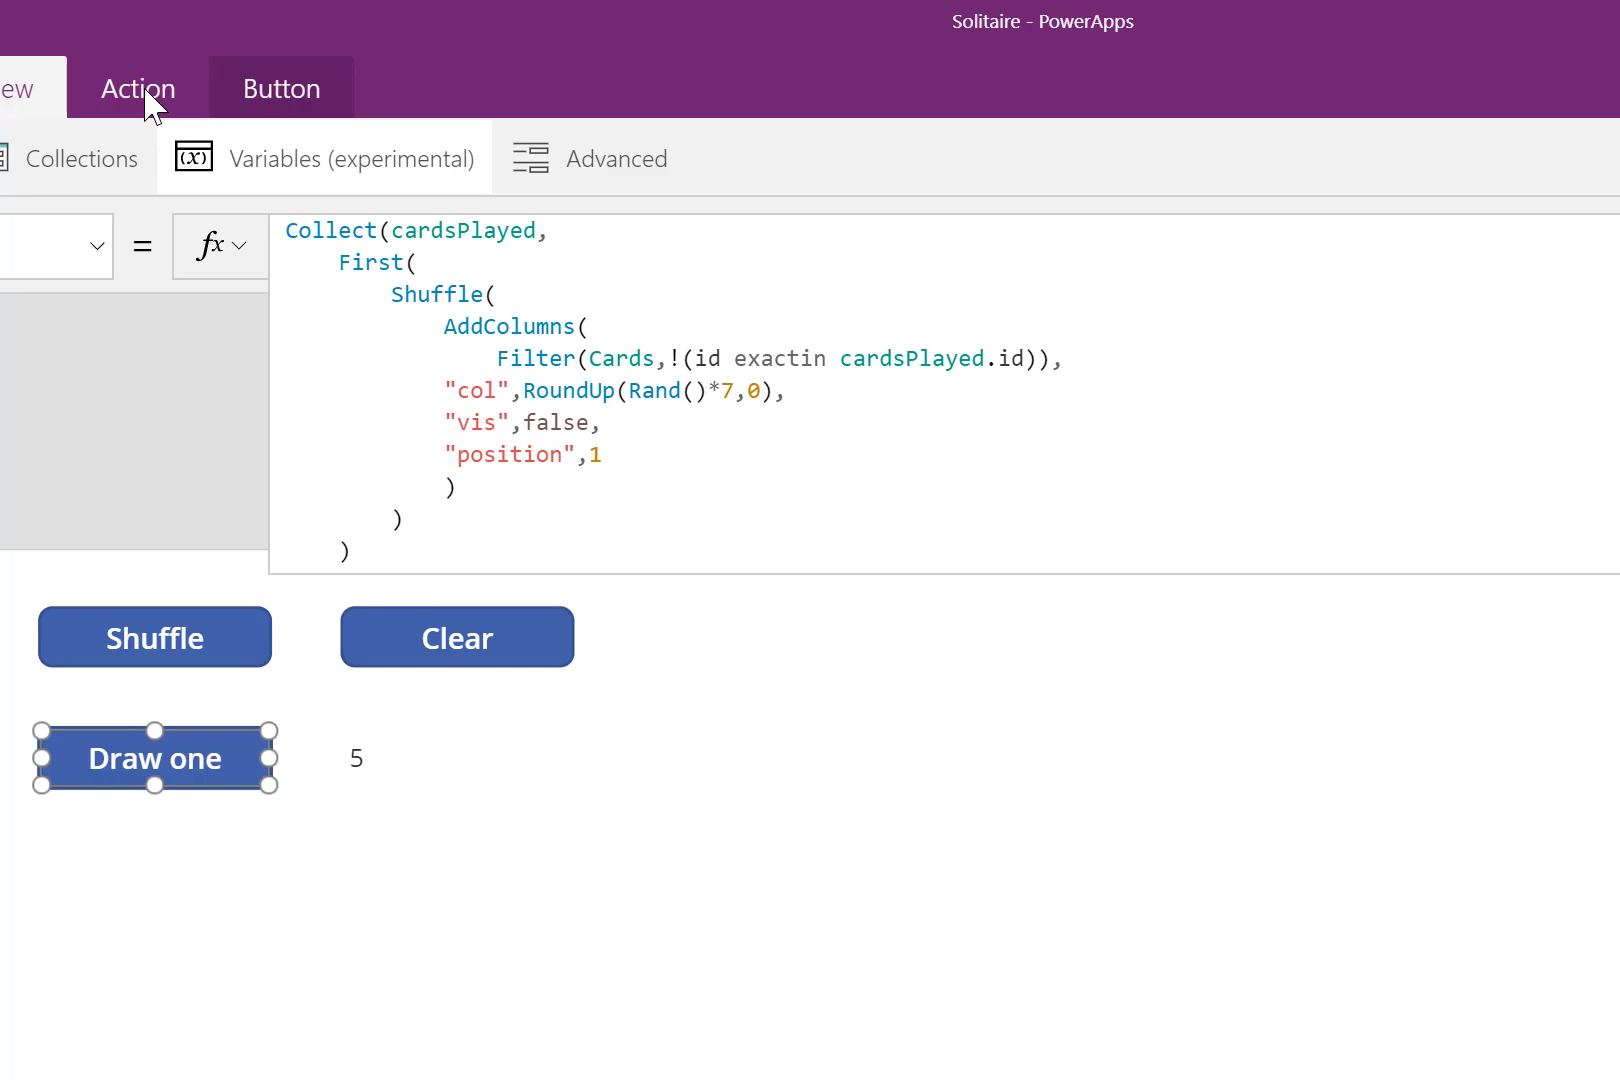 Solitaire - PowerApps
ew Action Button
Collections (x) Variables (experimental) Advanced
= fx Collect(cardsPlayed,
First(
Shuffle(
AddColumns(
Filter(Cards,!(id exactin cardsPlayed.id)),
"col",RoundUp(Rand()*7,0),
"vis",false,
"position",1
)
)
)
Shuffle Clear
Draw one 5